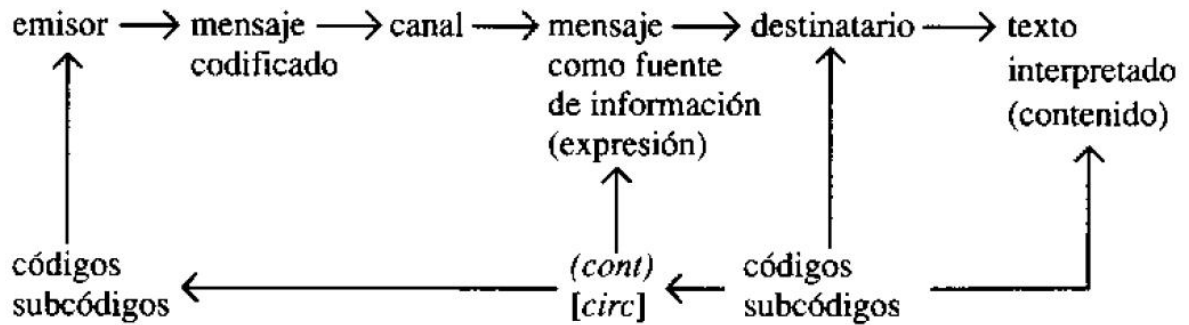 emisor → mensaje → canal → mensaje → destinatario → texto
codificado como fuente interpretado
de información (contenido)
(expresión)
códigos (cont) códigos
subcódigos [circ] subcódigos